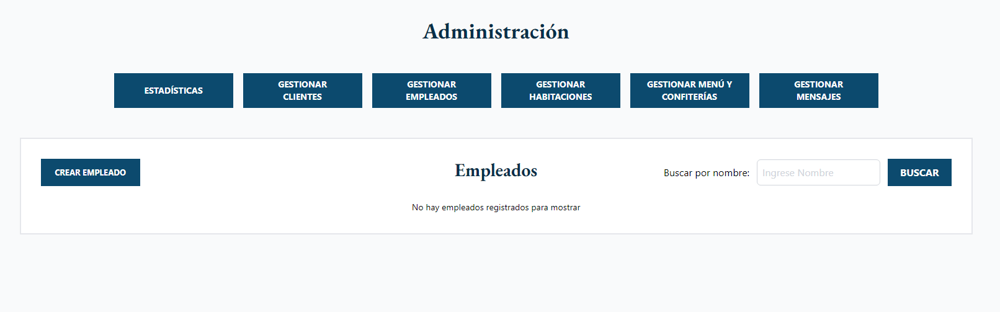 Administración
ESTADÍSTICAS
GESTIONAR
CLIENTES
GESTIONAR
EMPLEADOS
GESTIONAR
HABITACIONES
GESTIONAR MENÚ Y
CONFITERÍAS
GESTIONAR
MENSAJES
CREAR EMPLEADO
Empleados
Buscar por nombre:
Ingrese Nombre
BUSCAR
No hay empleados registrados para mostrar